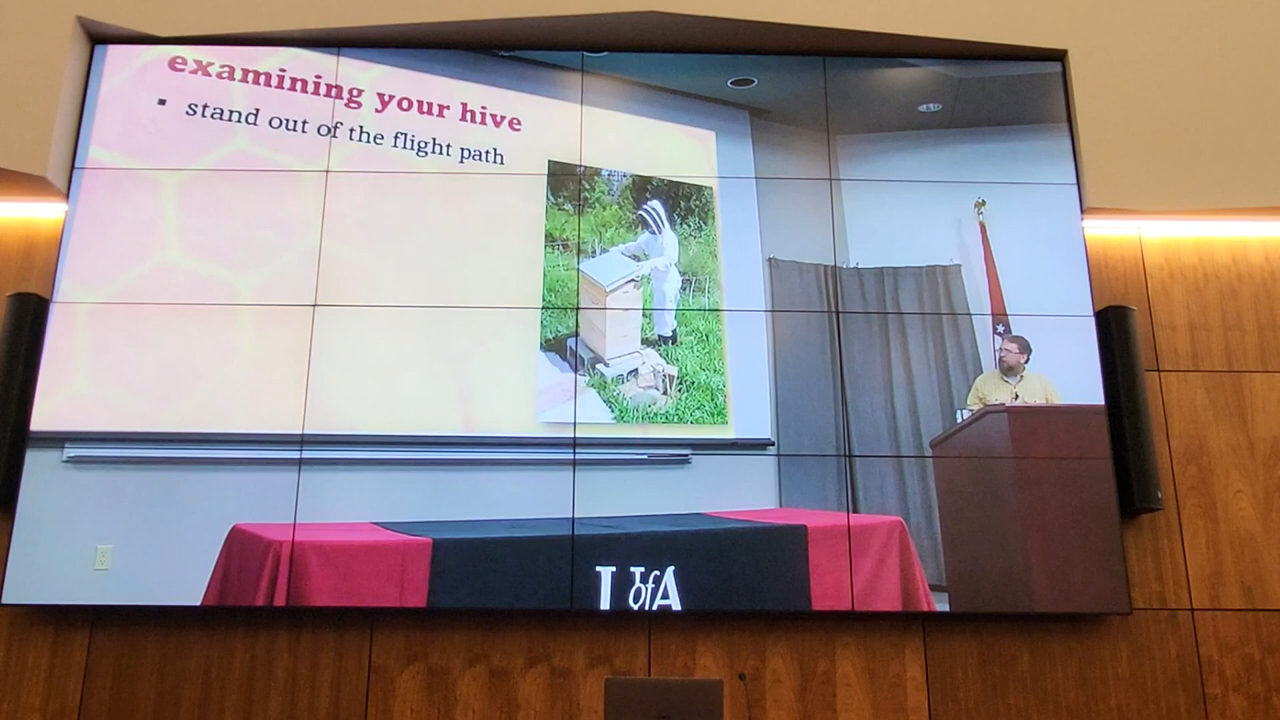 examining your hive
▪ stand out of the flight path
U of A